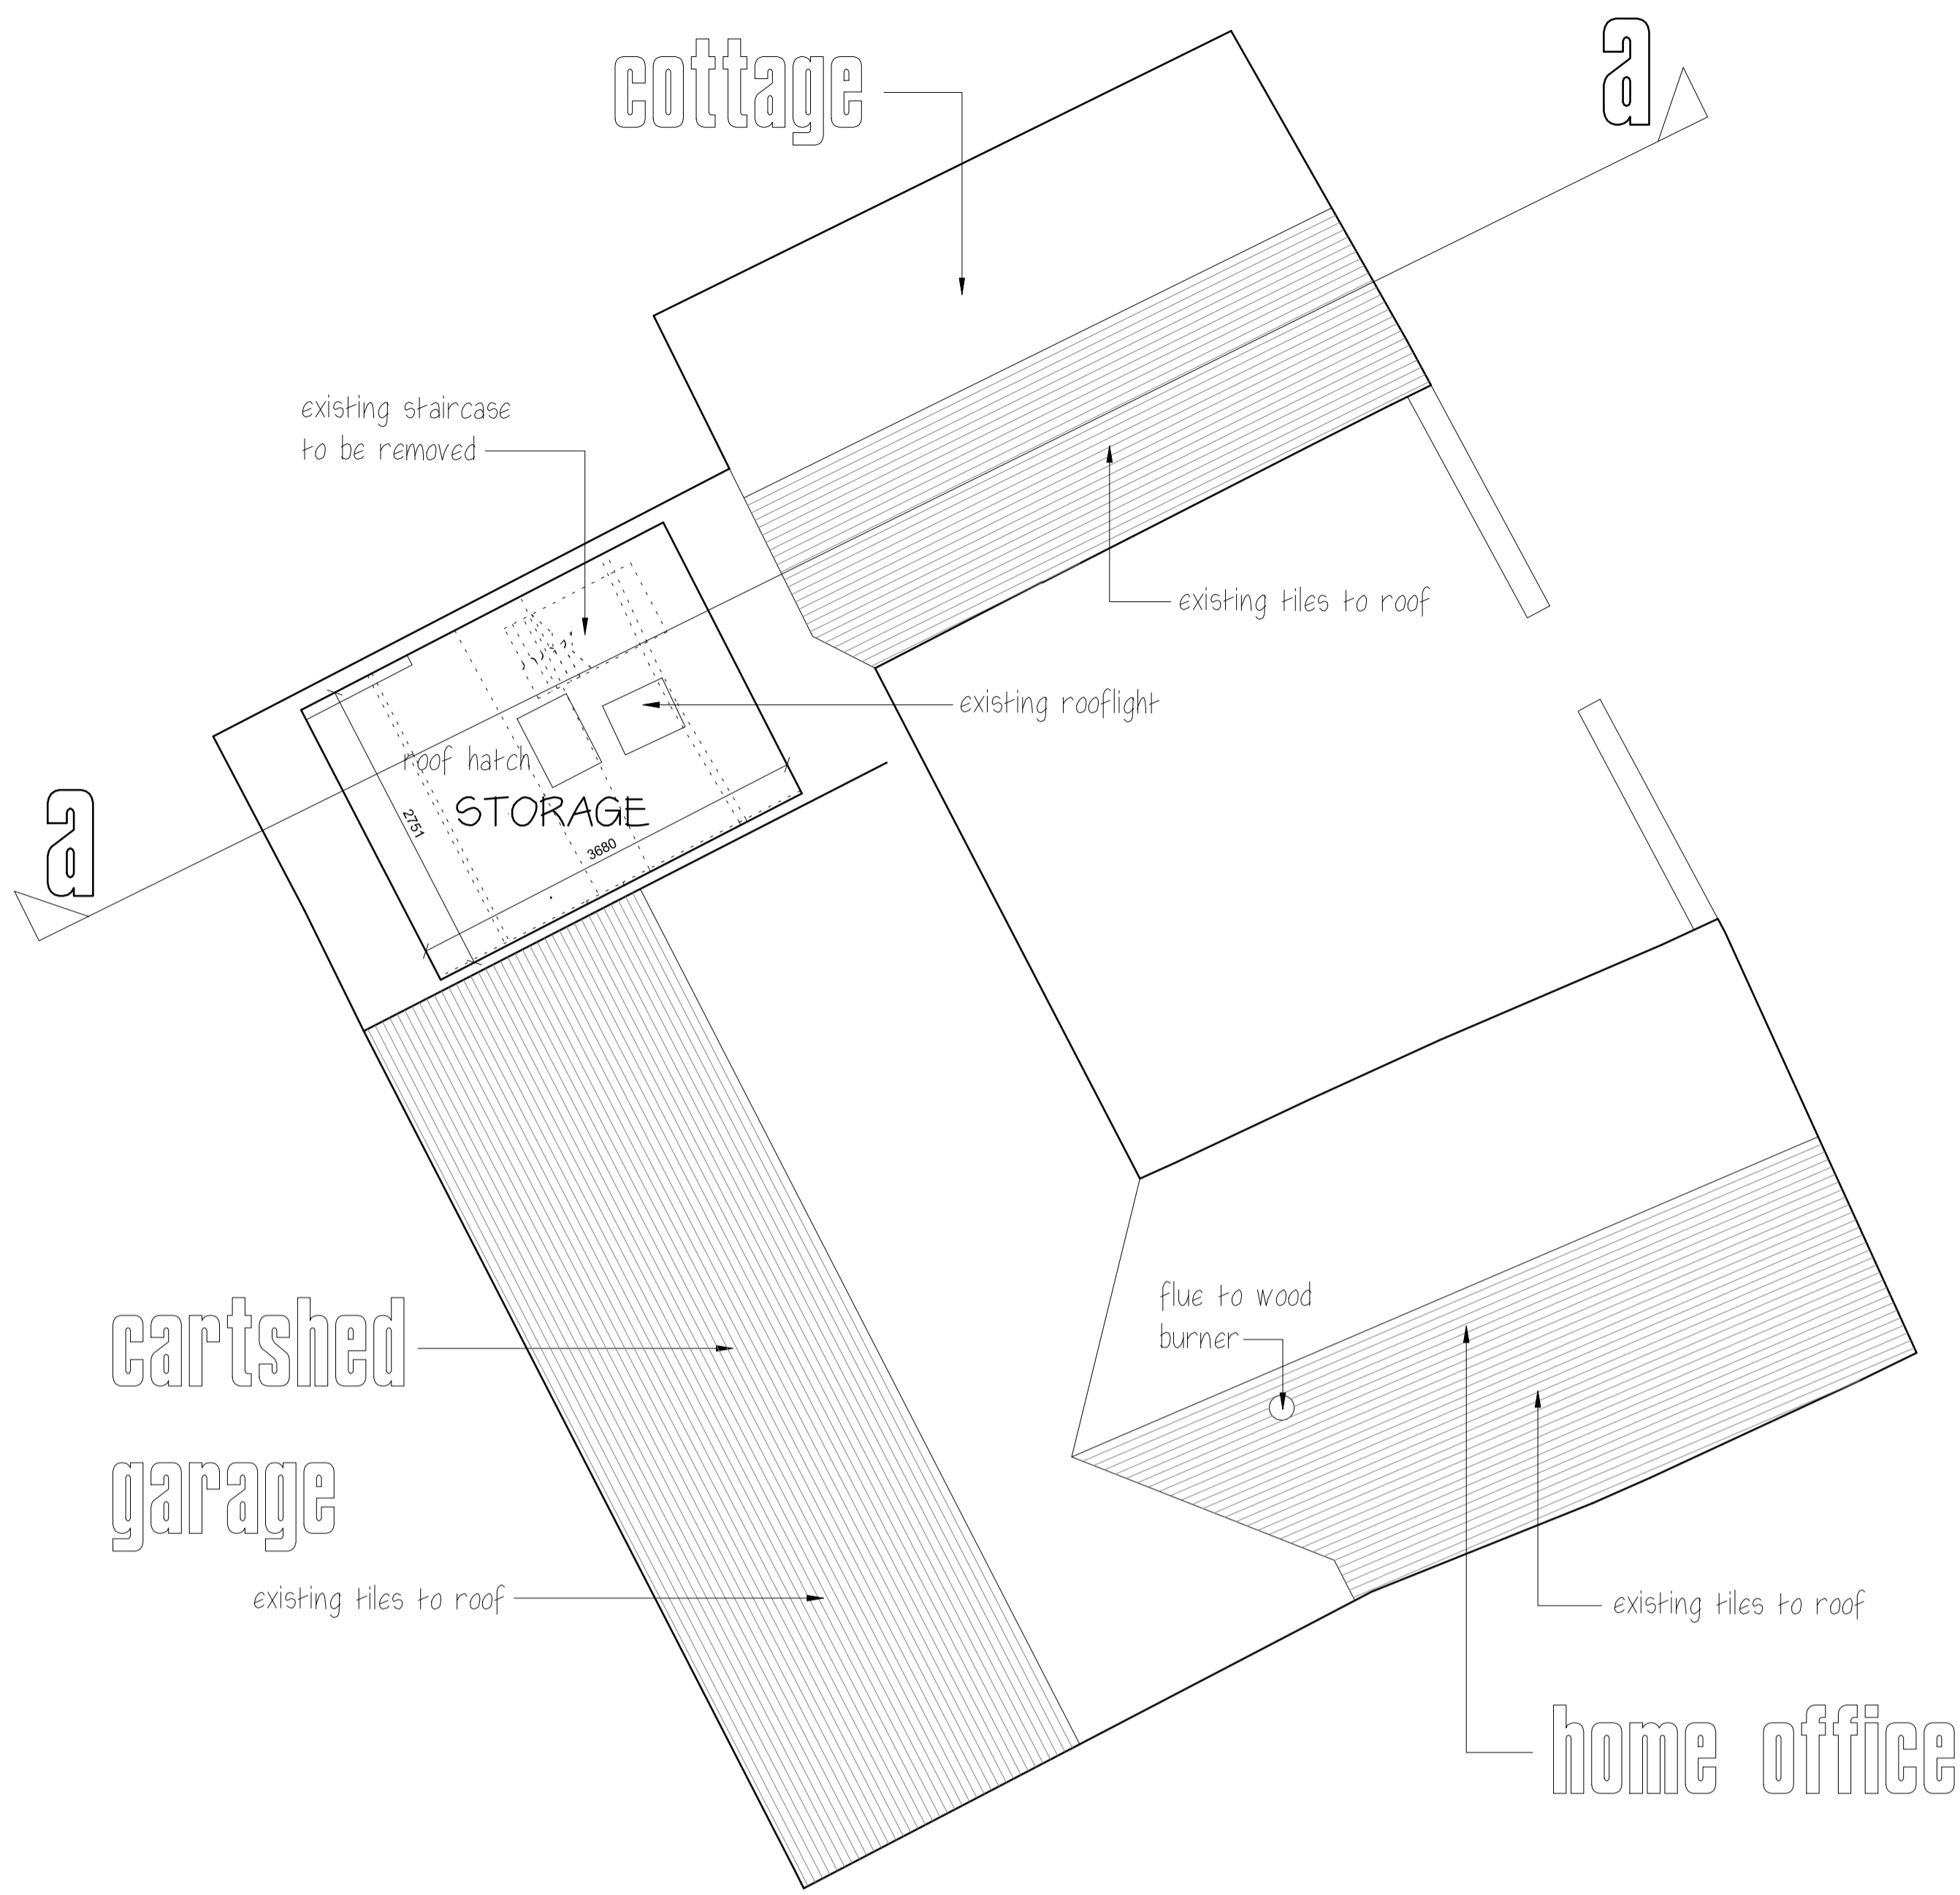 cottage
a
existing staircase
to be removed
existing tiles to roof
existing rooflight
roof hatch
STORAGE
2751
3680
a
cartshed
garage
flue to wood
burner
existing tiles to roof
existing tiles to roof
home office